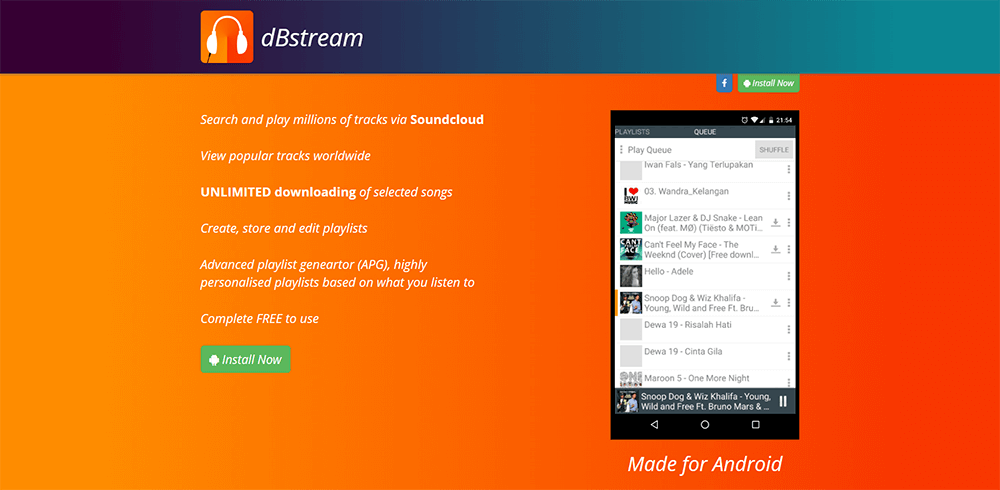 dBstream
f Install Now
Search and play millions of tracks via Soundcloud
View popular tracks worldwide
UNLIMITED downloading of selected songs
Create, store and edit playlists
Advanced playlist geneartor (APG), highly
personalised playlists based on what you listen to
Complete FREE to use
Install Now
21:54
PLAYLISTS QUEUE
Play Queue SHUFFLE
Iwan Fals - Yang Terlupakan
I BWI MUSIC
03. Wandra_Kelangan
Major Lazer & DJ Snake - Lean
On (feat. MØ) (Tiësto & MOTi...
CANT FACE
Can't Feel My Face - The
Weeknd (Cover) [Free downl...
Hello - Adele
Snoop Dog & Wiz Khalifa -
Young, Wild and Free Ft. Bru...
Dewa 19 - Risalah Hati
Dewa 19 - Cinta Gila
Maroon 5 - One More Night
Snoop Dog & Wiz Khalifa - Young,
Wild and Free Ft. Bruno Mars & ...
Made for Android